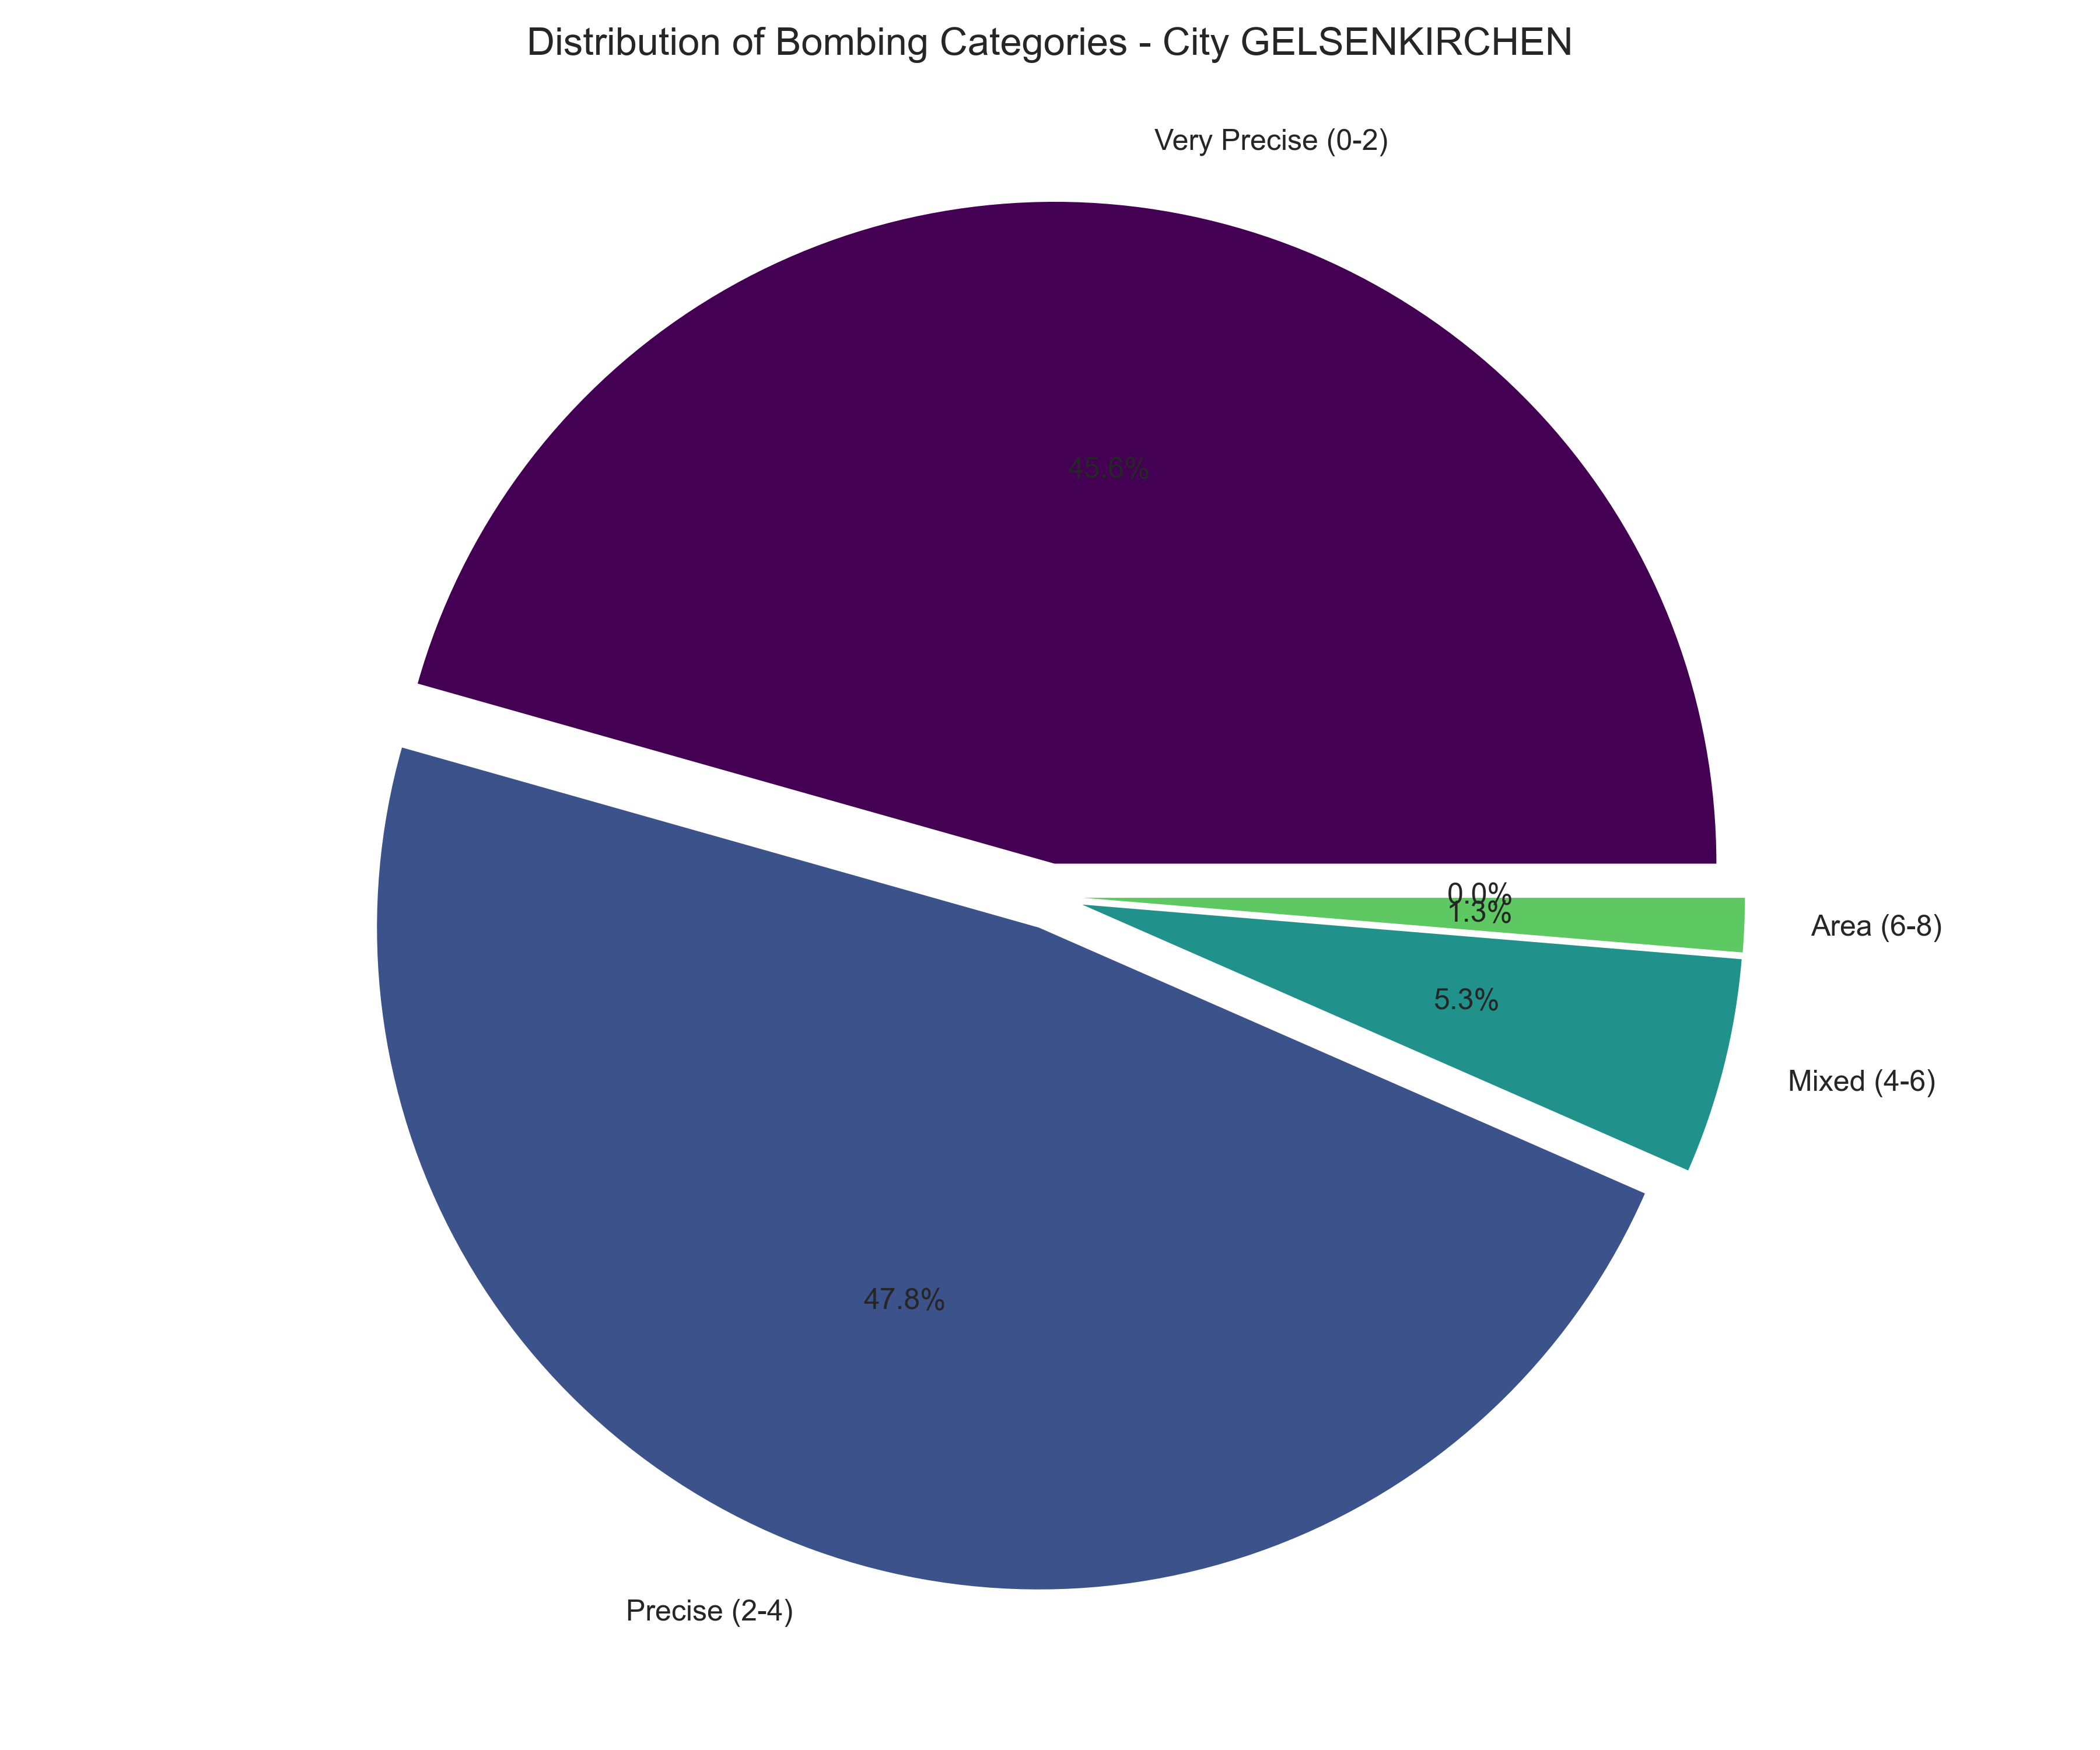 Distribution of Bombing Categories - City GELSENKIRCHEN
Very Precise (0-2)
45.6%
0.0%
1.3%
Area (6-8)
5.3%
Mixed (4-6)
47.8%
Precise (2-4)